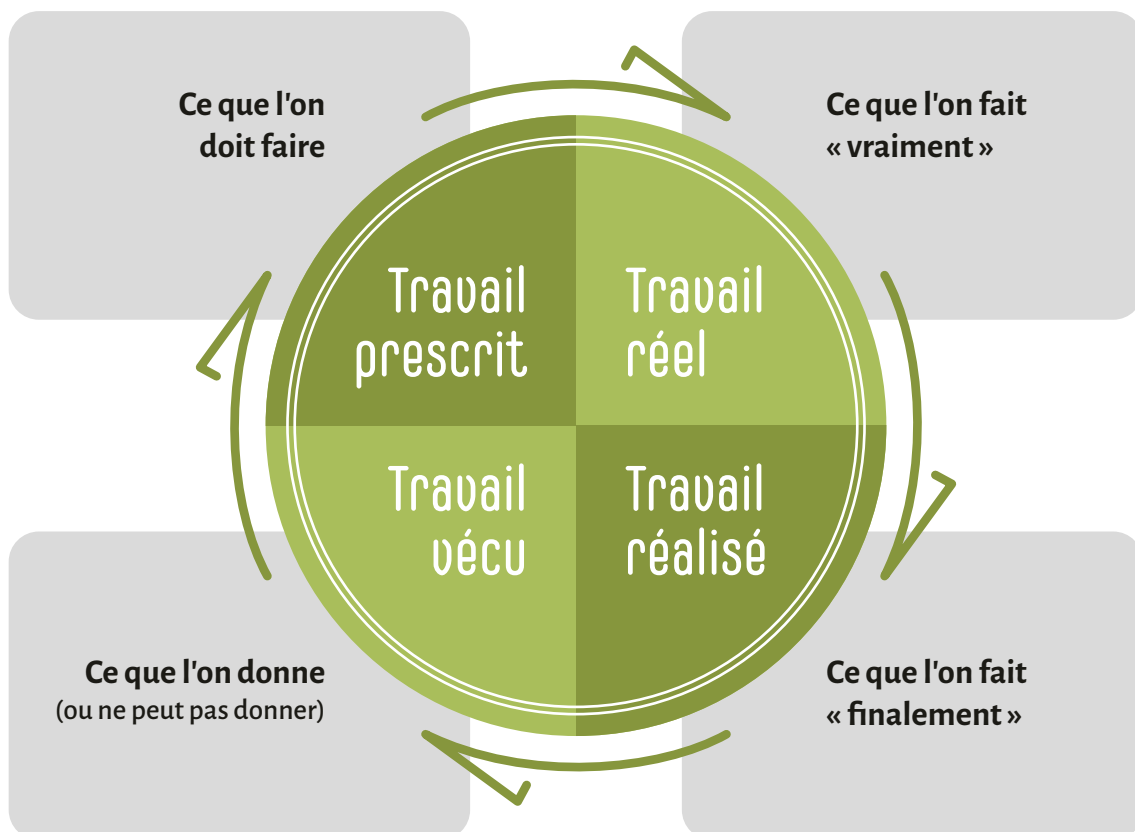 Ce que l'on
doit faire
Ce que l'on fait
« vraiment »
Travail
prescrit
Travail
réel
Travail
vécu
Travail
réalisé
Ce que l'on donne
(ou ne peut pas donner)
Ce que l'on fait
« finalement »